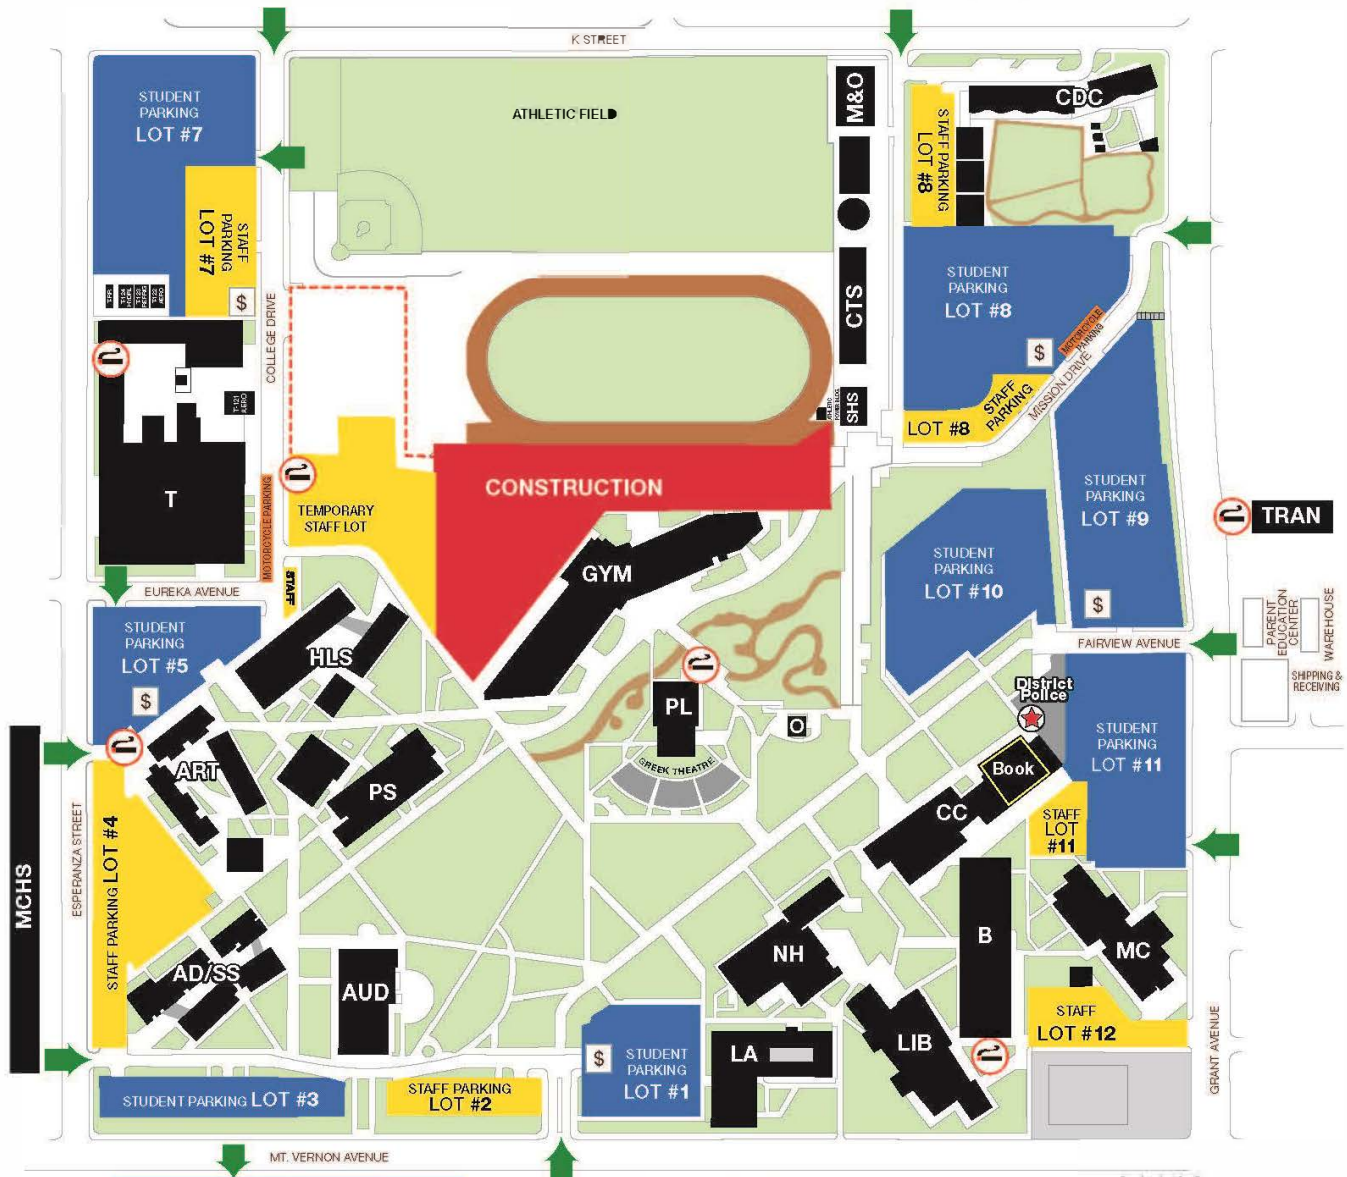 K STREET
STUDENT
PARKING
LOT #7
ATHLETIC FIELD
M&O
CDC
STAFF PARKING
LOT #8
STAFF
PARKING
LOT #7
$
COLLEGE DRIVE
T-121
AERO
T
MOTORCYCLE PARKING
CTS
SHS
STUDENT
PARKING
LOT #8
$
MOTORCYCLE
PARKING
MISSION DRIVE
STAFF
PARKING
LOT #8
CONSTRUCTION
TEMPORARY
STAFF LOT
STUDENT
PARKING
LOT #9
$
TRAN
STUDENT
PARKING
LOT #10
GYM
EUREKA AVENUE
STAFF
STUDENT
PARKING
LOT #5
$
HLS
FAIRVIEW AVENUE
PARENT
EDUCATION
CENTER
WAREHOUSE
SHIPPING &
RECEIVING
District
Police
PL
O
GREEK THEATRE
STUDENT
PARKING
LOT #11
Book
CC
STAFF
LOT
#11
ART
PS
MCHS
ESPERANZA STREET
STAFF PARKING LOT #4
AD/SS
AUD
NH
B
MC
STAFF
LOT #12
LIB
LA
$
STUDENT
PARKING
LOT #1
STUDENT PARKING LOT #3
STAFF PARKING
LOT #2
GRANT AVENUE
MT. VERNON AVENUE